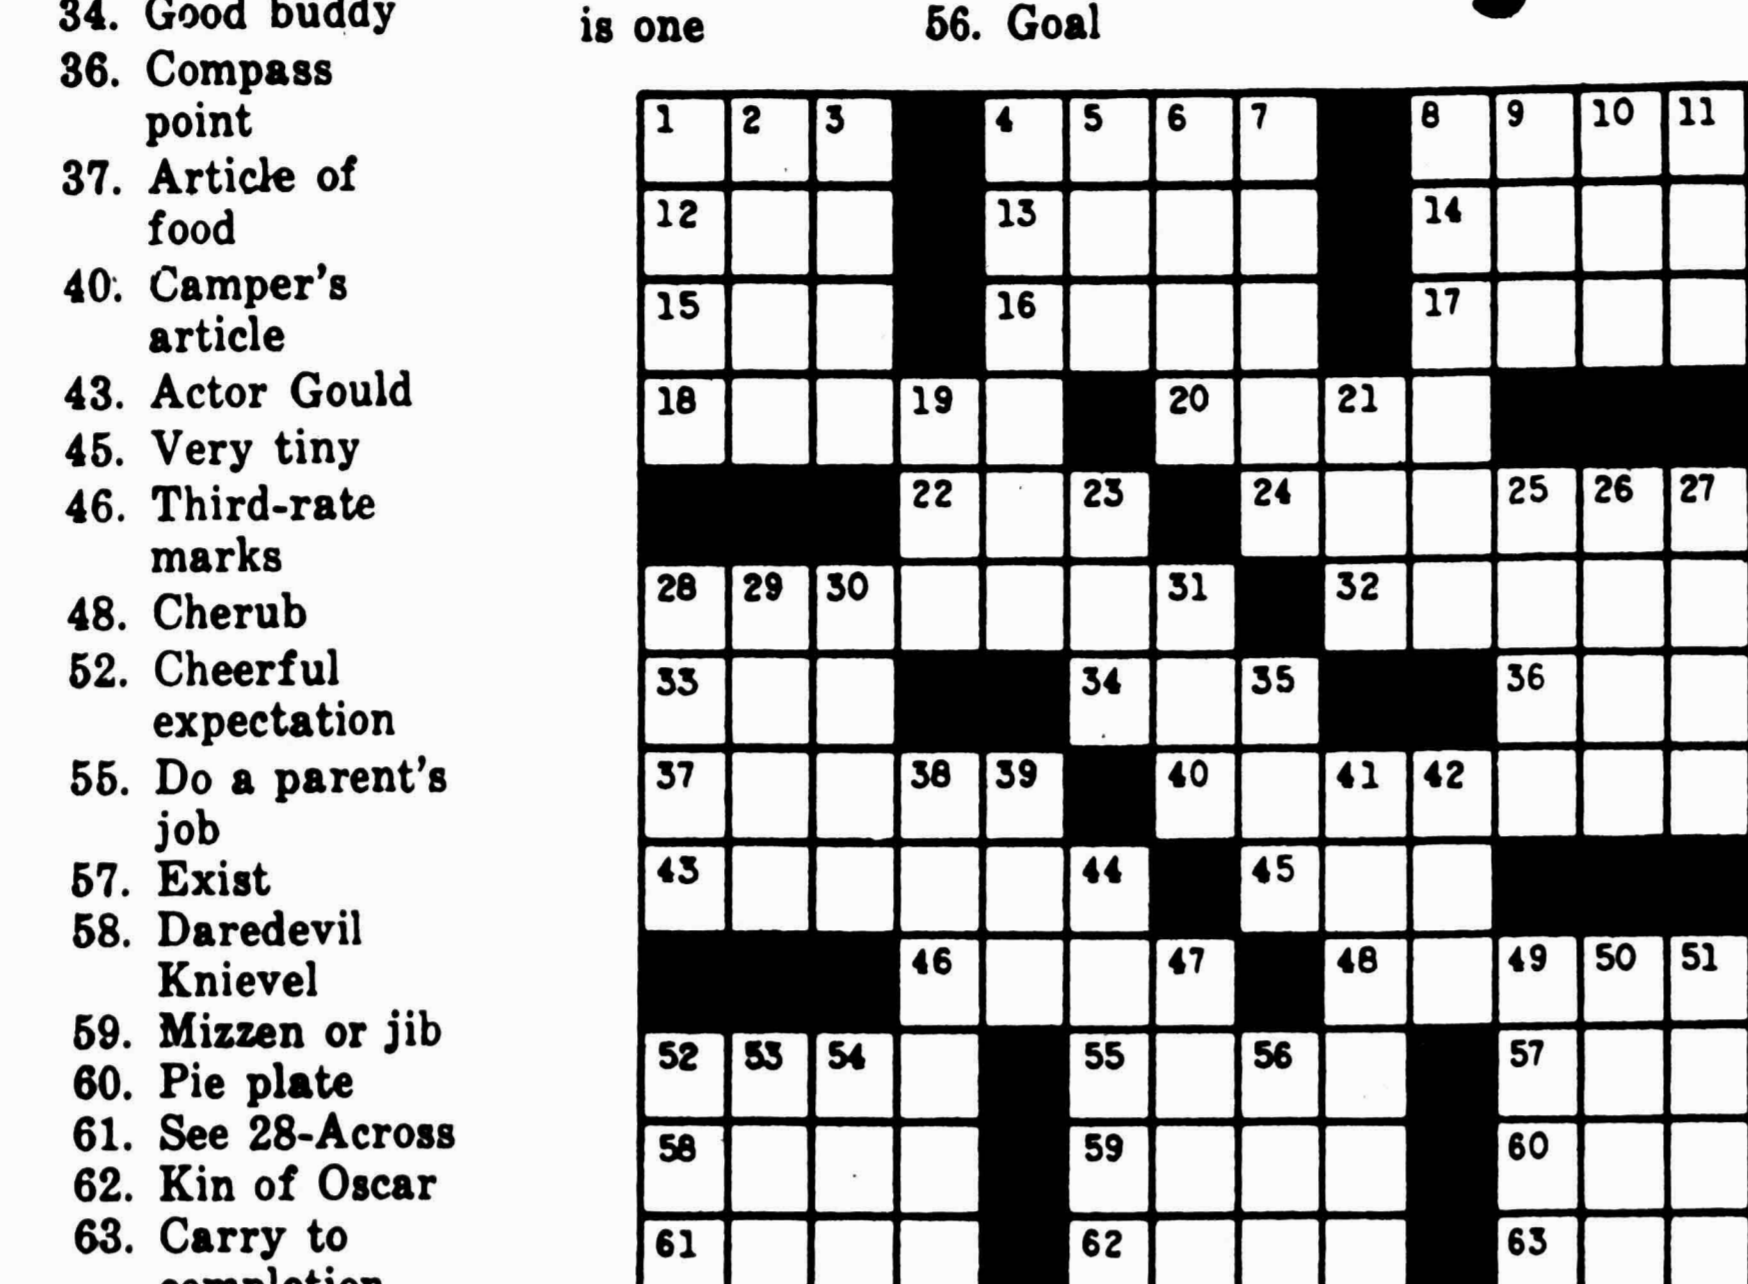 34. Good buddy
36. Compass
point
37. Article of
food
40. Camper's
article
43. Actor Gould
45. Very tiny
46. Third-rate
marks
48. Cherub
52. Cheerful
expectation
55. Do a parent's
job
57. Exist
58. Daredevil
Knievel
59. Mizzen or jib
60. Pie plate
61. See 28-Across
62. Kin of Oscar
63. Carry to
completion
is one
56. Goal
1 2 3 4 5 6 7 8 9 10 11
12 13 14
15 16 17
18 19 20 21
22 23 24 25 26 27
28 29 30 31 32
33 34 35 36
37 38 39 40 41 42
43 44 45
46 47 48 49 50 51
52 53 54 55 56 57
58 59 60
61 62 63